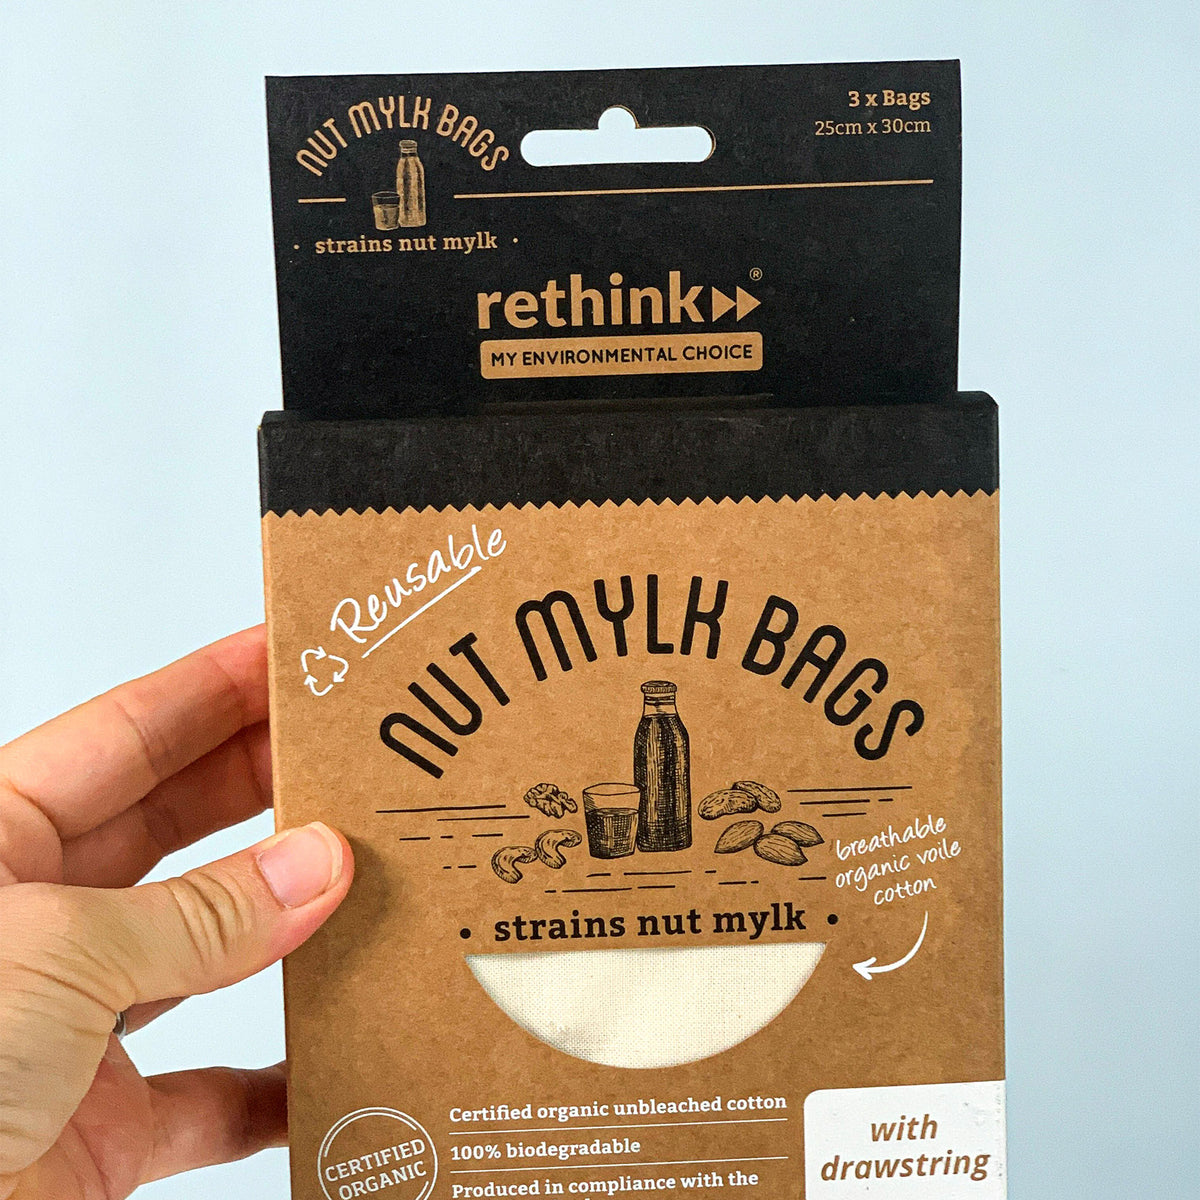 NUT MYLK BAGS
• strains nut mylk •
3 x Bags
25cm x 30cm
rethink®
MY ENVIRONMENTAL CHOICE
Reusable
NUT MYLK BAGS
breathable
organic voile
cotton
• strains nut mylk •
CERTIFIED
ORGANIC
Certified organic unbleached cotton
100% biodegradable
Produced in compliance with the
with
drawstring